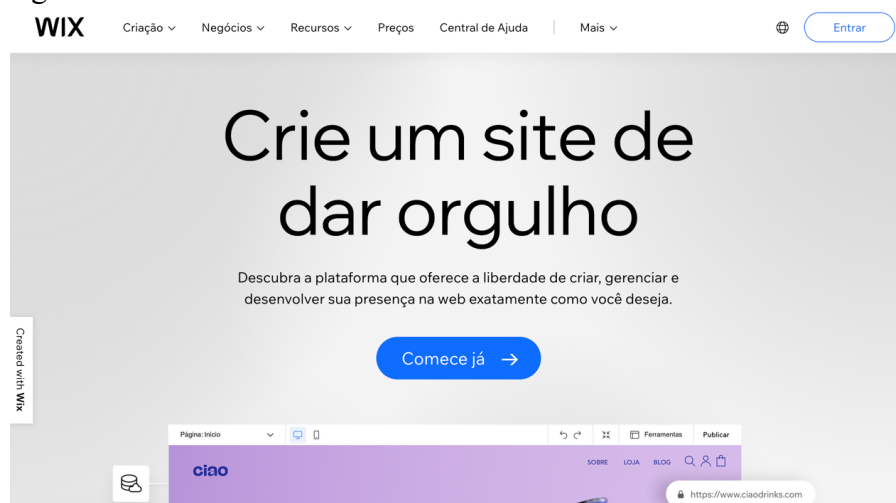 WIX
Criação Negócios Recursos Preços Central de Ajuda Mais Entrar
Crie um site de
dar orgulho
Descubra a plataforma que oferece a liberdade de criar, gerenciar e
desenvolver sua presença na web exatamente como você deseja.
Comece já →
Created with Wix
Página: Início Ferramentas Publicar
ciao SOBRE LOJA BLOG
https://www.ciaodrinks.com